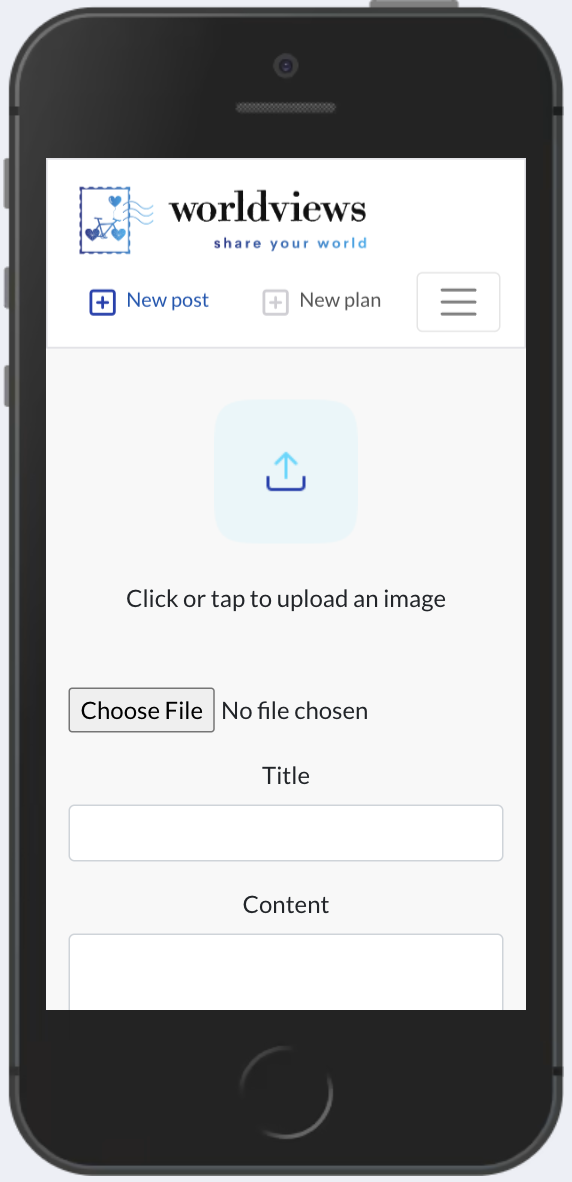 worldviews
share your world
New post New plan
Click or tap to upload an image
Choose File No file chosen
Title
Content